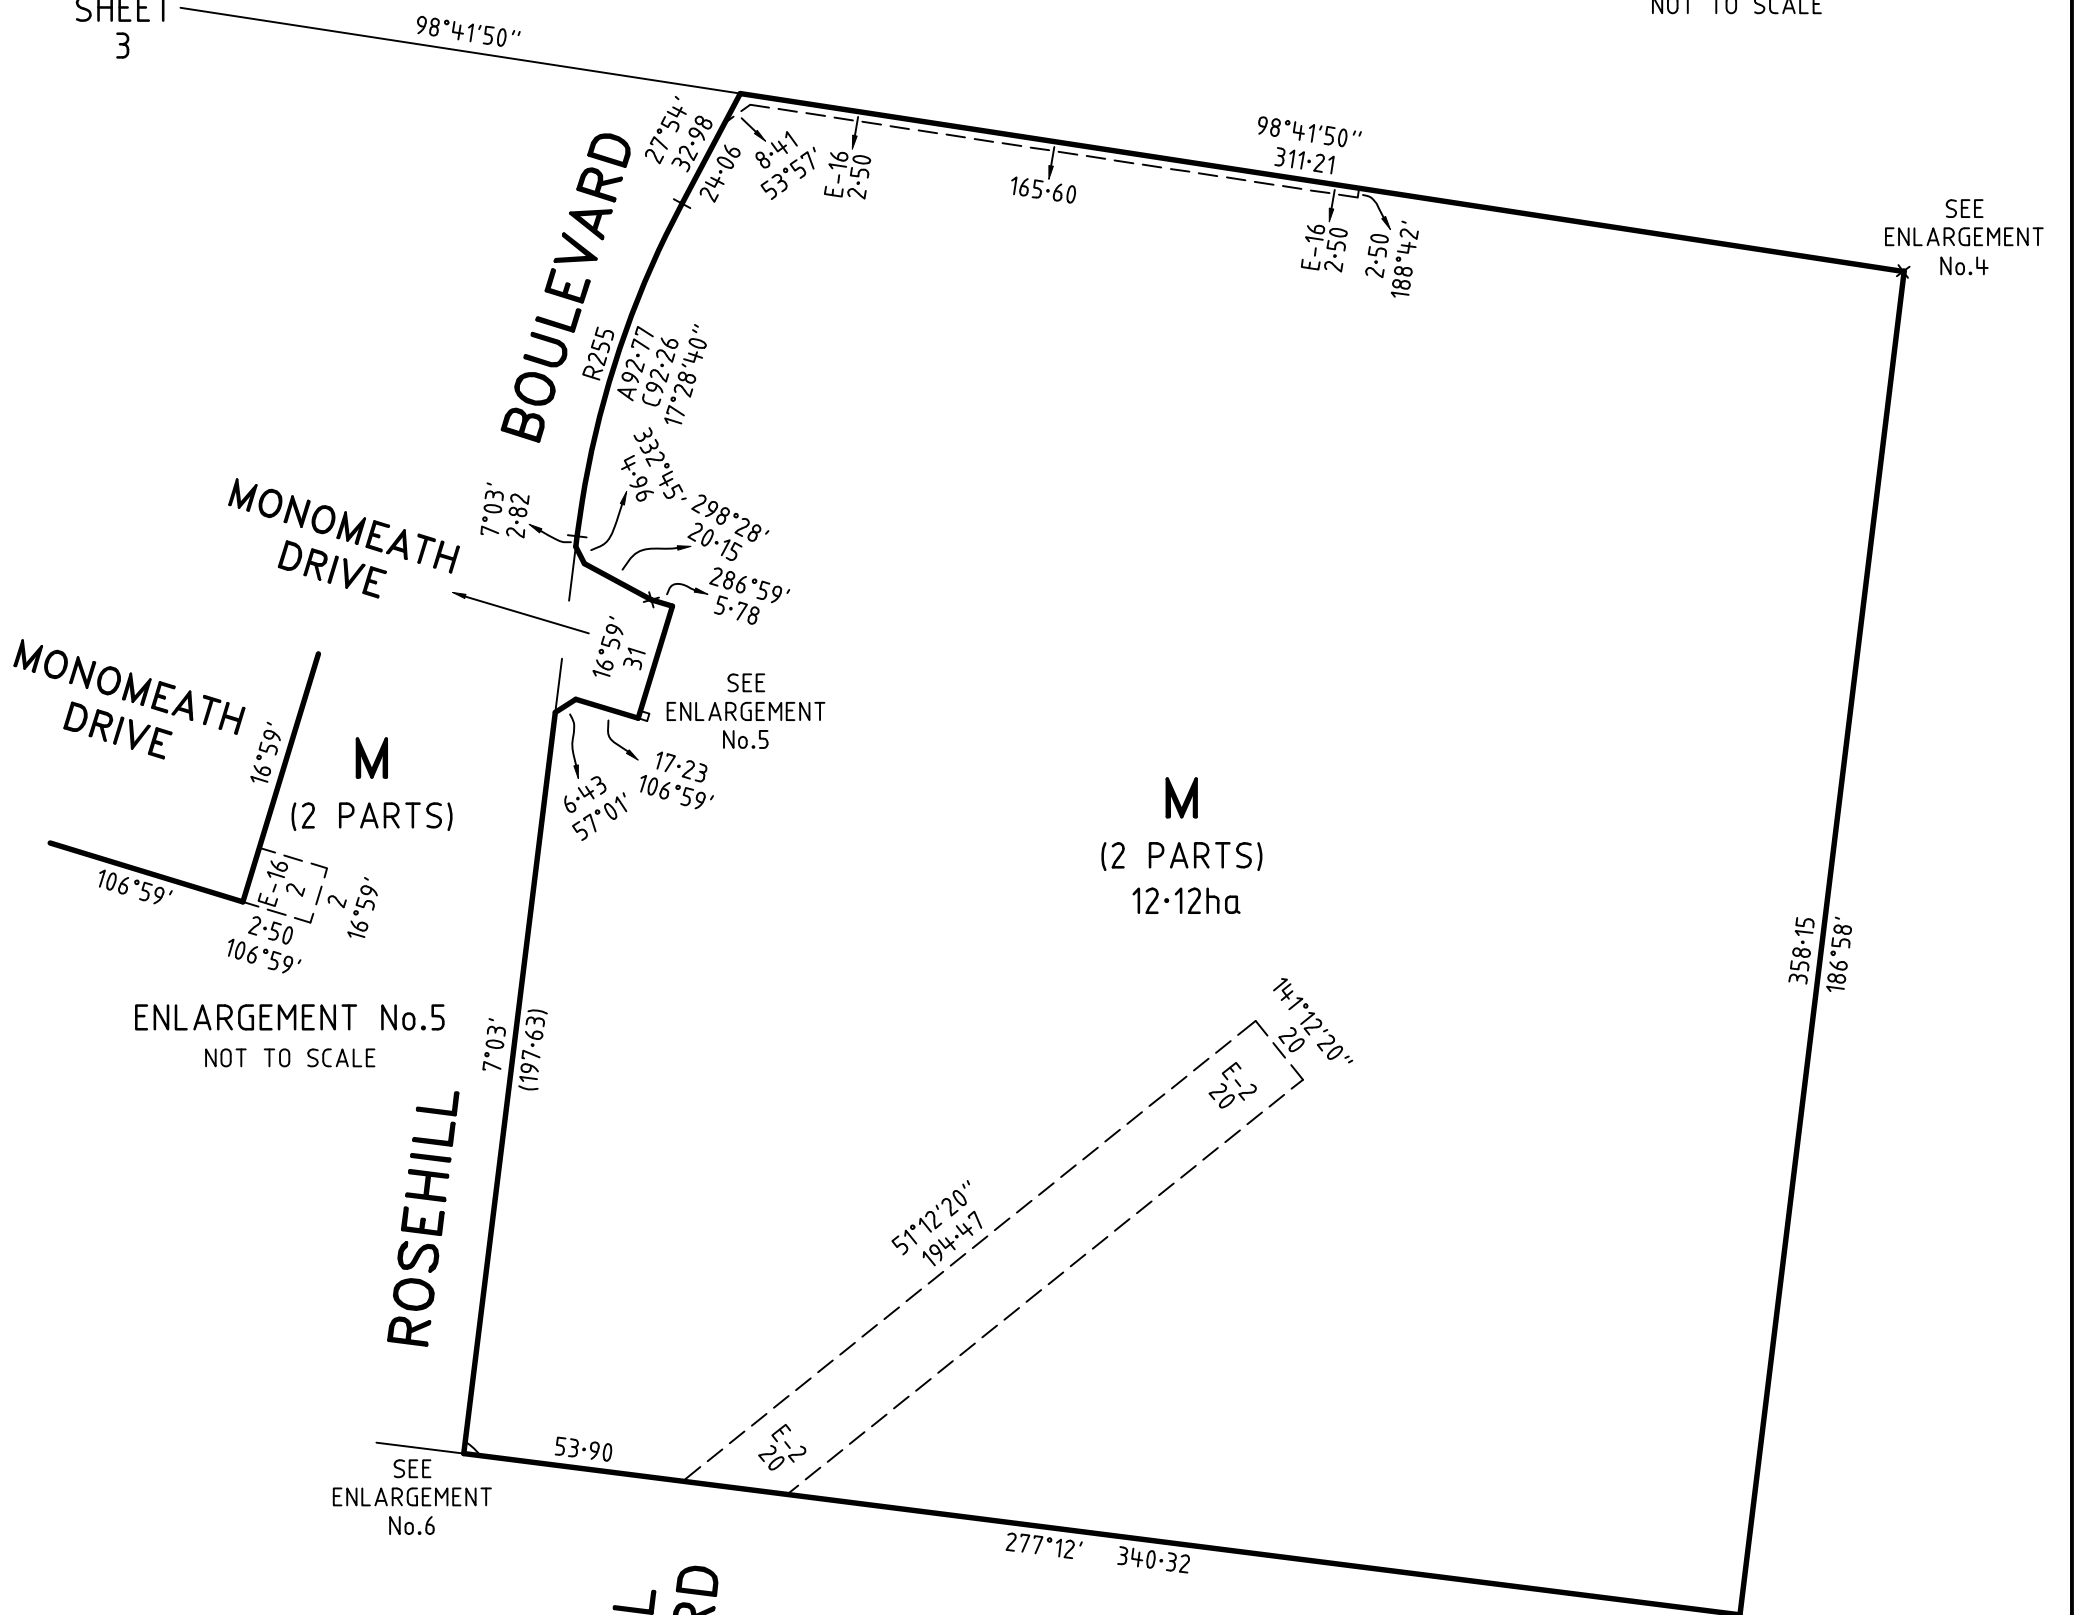 SHEET
3
98°41'50"
NOT TO SCALE
27°54'
32·98
24·06
8·41
53°57'
E-16
2·50
165·60
98°41'50"
311·21
E-16
2·50
2·50
188°42'
SEE
ENLARGEMENT
No.4
BOULEVARD
R255
A92·77
C92·26
17°28'40"
332°45'
4·96
7°03'
2·82
298°28'
20·15
286°59'
5·78
MONOMEATH
DRIVE
16°59'
31
SEE
ENLARGEMENT
No.5
17·23
106°59'
6·43
57°01'
MONOMEATH
DRIVE
16°59'
M
(2 PARTS)
106°59'
E-16
2
2
16°59'
2·50
106°59'
ENLARGEMENT No.5
NOT TO SCALE
M
(2 PARTS)
12·12ha
358·15
186°58'
7°03'
(197·63)
ROSEHILL
141°12'20"
20
E-2
20
51°12'20"
194·47
E-2
20
53·90
SEE
ENLARGEMENT
No.6
277°12' 340·32
L
RD